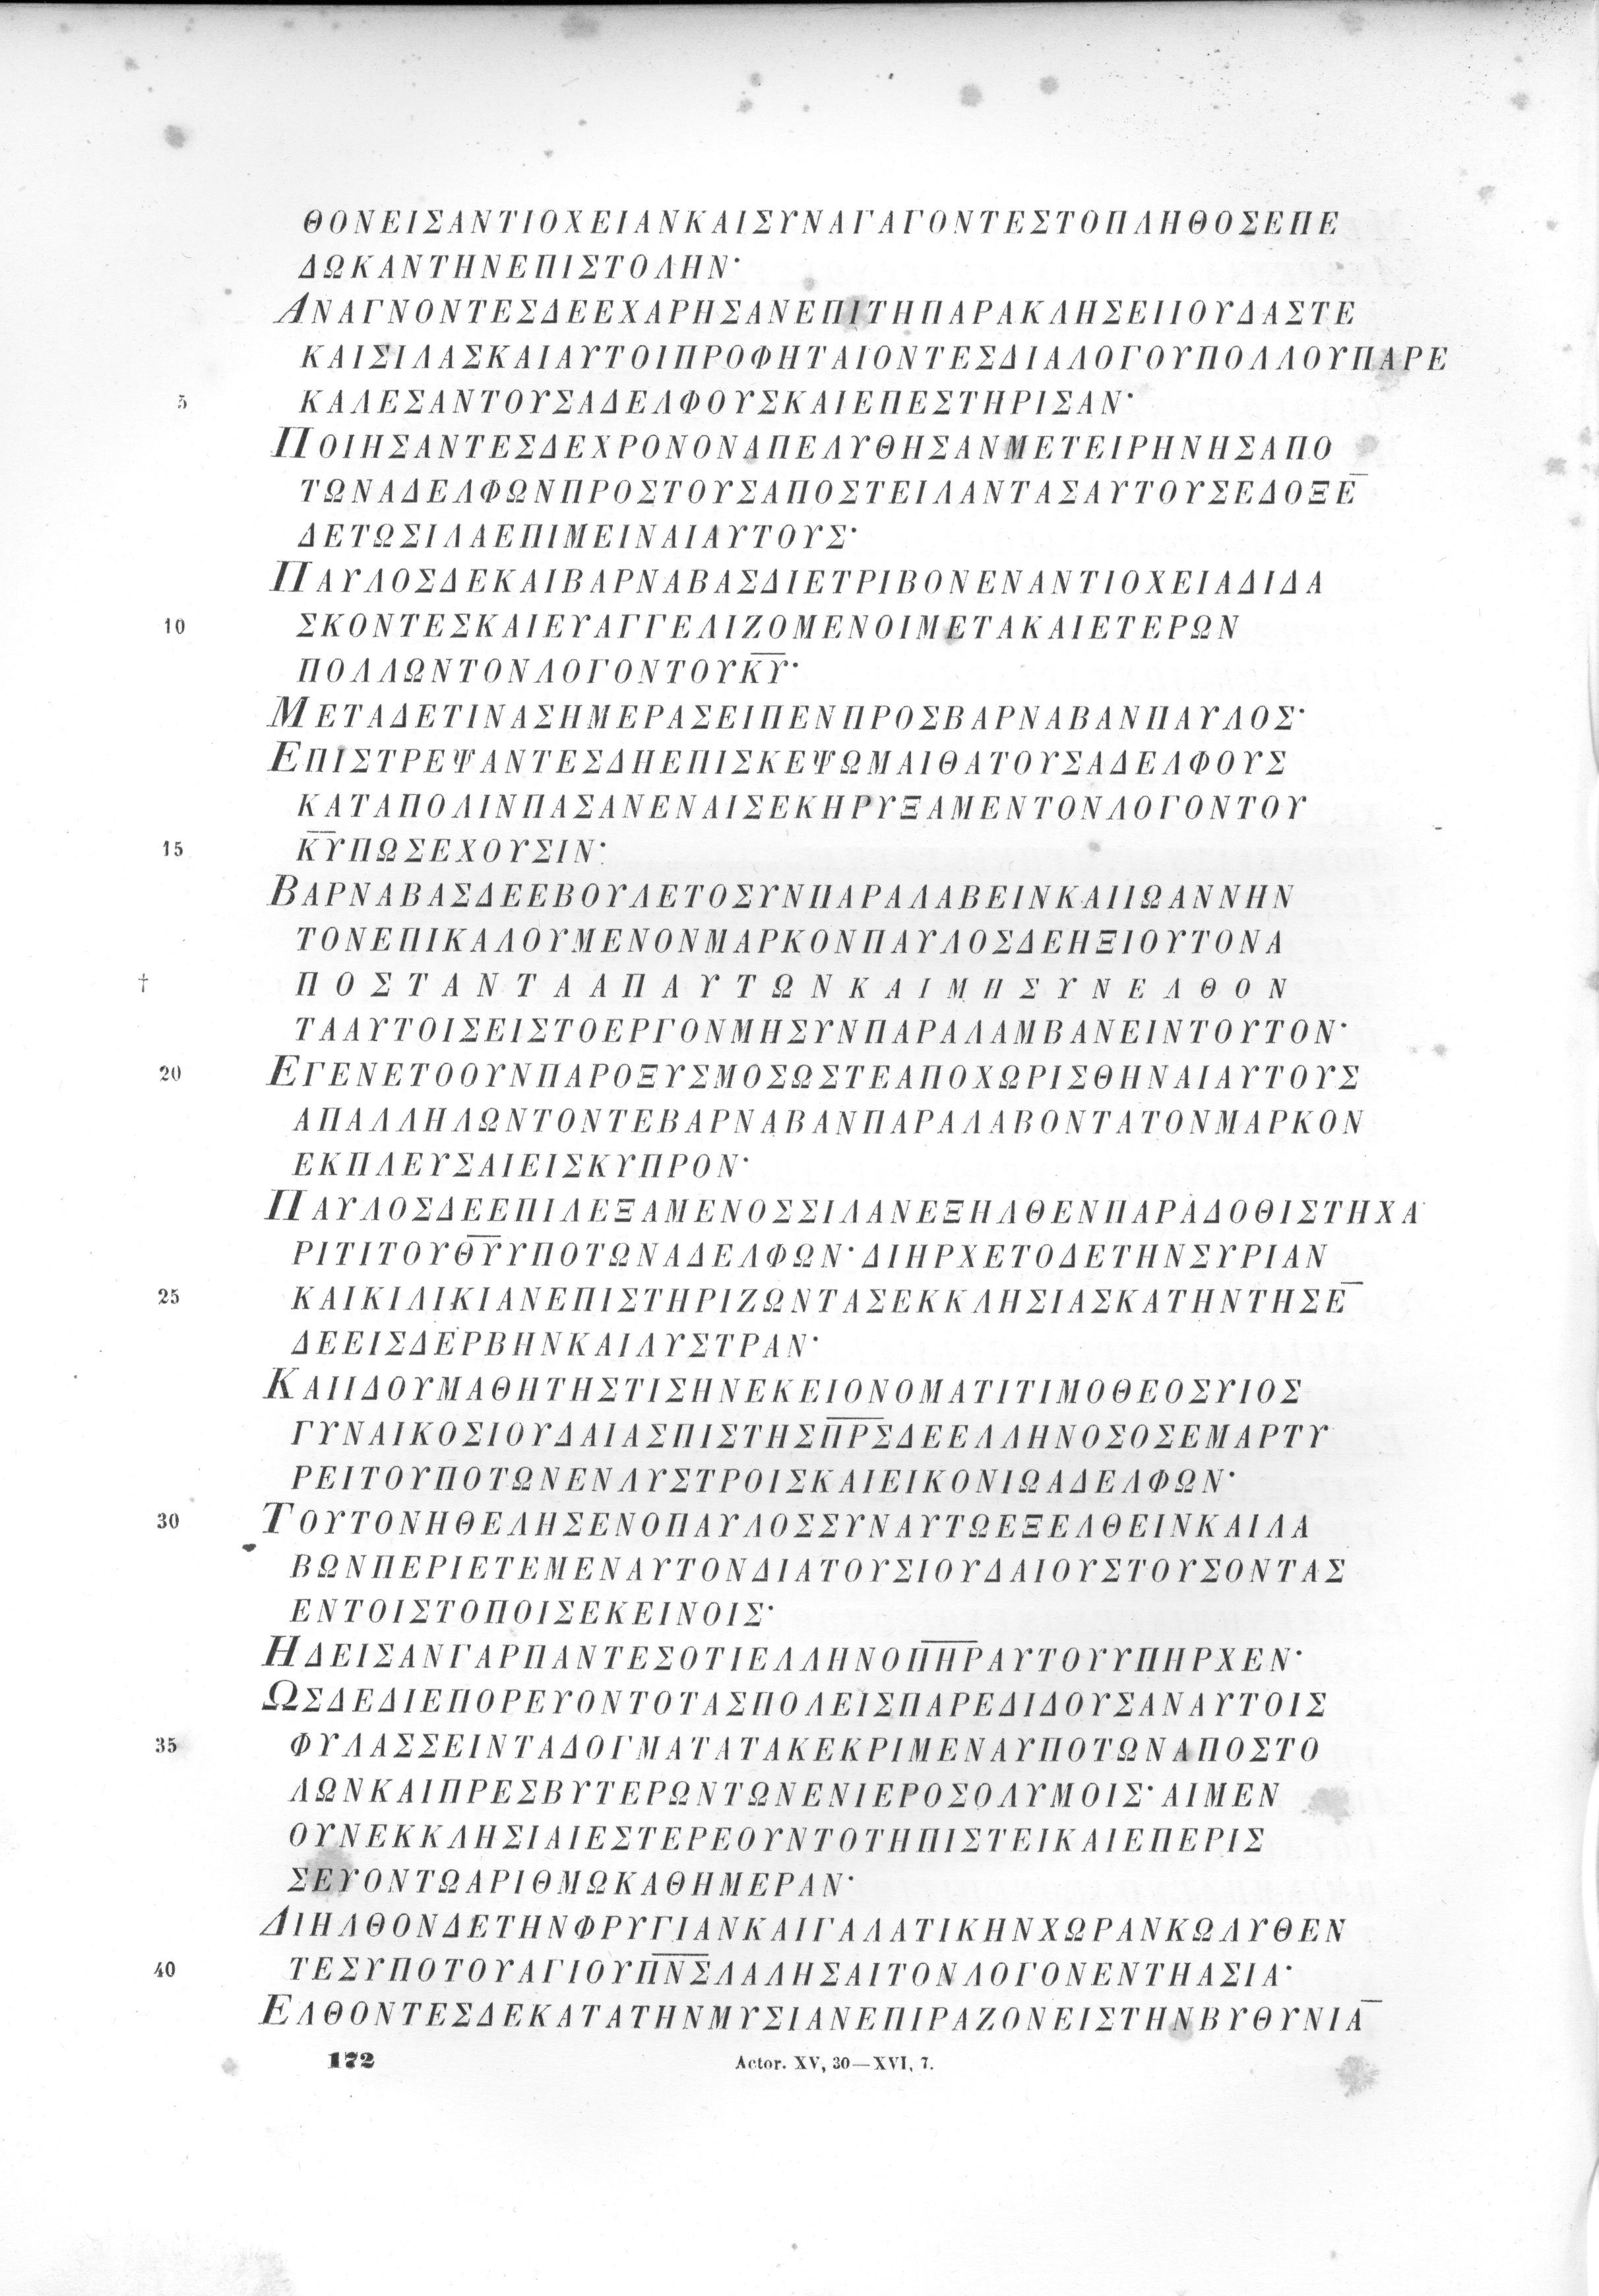 ΘΟΝΕΙΣΑΝΤΙΟΧΕΙΑΝΚΑΙΣΥΝΑΓΑΓΟΝΤΕΣΤΟΠΛΗΘΟΣΕΠΕ
ΔΩΚΑΝΤΗΝΕΠΙΣΤΟΛΗΝ·
ΑΝΑΓΝΟΝΤΕΣΔΕΕΧΑΡΗΣΑΝΕΠΙΤΗΠΑΡΑΚΛΗΣΕΙΙΟΥΔΑΣΤΕ
ΚΑΙΣΙΛΑΣΚΑΙΑΥΤΟΙΠΡΟΦΗΤΑΙΟΝΤΕΣΔΙΑΛΟΓΟΥΠΟΛΛΟΥΠΑΡΕ
5 ΚΑΛΕΣΑΝΤΟΥΣΑΔΕΛΦΟΥΣΚΑΙΕΠΕΣΤΗΡΙΣΑΝ·
ΠΟΙΗΣΑΝΤΕΣΔΕΧΡΟΝΟΝΑΠΕΛΥΘΗΣΑΝΜΕΤΕΙΡΗΝΗΣΑΠΟ
ΤΩΝΑΔΕΛΦΩΝΠΡΟΣΤΟΥΣΑΠΟΣΤΕΙΛΑΝΤΑΣΑΥΤΟΥΣΕΔΟΞΕ̅
ΔΕΤΩΣΙΛΑΕΠΙΜΕΙΝΑΙΑΥΤΟΥΣ·
ΠΑΥΛΟΣΔΕΚΑΙΒΑΡΝΑΒΑΣΔΙΕΤΡΙΒΟΝΕΝΑΝΤΙΟΧΕΙΑΔΙΔΑ
10 ΣΚΟΝΤΕΣΚΑΙΕΥΑΓΓΕΛΙΖΟΜΕΝΟΙΜΕΤΑΚΑΙΕΤΕΡΩΝ
ΠΟΛΛΩΝΤΟΝΛΟΓΟΝΤΟΥΚ̅Υ̅·
ΜΕΤΑΔΕΤΙΝΑΣΗΜΕΡΑΣΕΙΠΕΝΠΡΟΣΒΑΡΝΑΒΑΝΠΑΥΛΟΣ·
ΕΠΙΣΤΡΕΨΑΝΤΕΣΔΗΕΠΙΣΚΕΨΩΜΑΙΘΑΤΟΥΣΑΔΕΛΦΟΥΣ
ΚΑΤΑΠΟΛΙΝΠΑΣΑΝΕΝΑΙΣΕΚΗΡΥΞΑΜΕΝΤΟΝΛΟΓΟΝΤΟΥ
15 Κ̅Υ̅ΠΩΣΕΧΟΥΣΙΝ·
ΒΑΡΝΑΒΑΣΔΕΕΒΟΥΛΕΤΟΣΥΝΠΑΡΑΛΑΒΕΙΝΚΑΙΙΩΑΝΝΗΝ
ΤΟΝΕΠΙΚΑΛΟΥΜΕΝΟΝΜΑΡΚΟΝΠΑΥΛΟΣΔΕΗΞΙΟΥΤΟΝΑ
† ΠΟΣΤΑΝΤΑΑΠΑΥΤΩΝΚΑΙΜΗΣΥΝΕΛΘΟΝ
ΤΑΑΥΤΟΙΣΕΙΣΤΟΕΡΓΟΝΜΗΣΥΝΠΑΡΑΛΑΜΒΑΝΕΙΝΤΟΥΤΟΝ·
20 ΕΓΕΝΕΤΟΟΥΝΠΑΡΟΞΥΣΜΟΣΩΣΤΕΑΠΟΧΩΡΙΣΘΗΝΑΙΑΥΤΟΥΣ
ΑΠΑΛΛΗΛΩΝΤΟΝΤΕΒΑΡΝΑΒΑΝΠΑΡΑΛΑΒΟΝΤΑΤΟΝΜΑΡΚΟΝ
ΕΚΠΛΕΥΣΑΙΕΙΣΚΥΠΡΟΝ·
ΠΑΥΛΟΣΔΕΕΠΙΛΕΞΑΜΕΝΟΣΣΙΛΑΝΕΞΗΛΘΕΝΠΑΡΑΔΟΘΙΣΤΗΧΑ
ΡΙΤΙΤΟΥΘ̅Υ̅ΥΠΟΤΩΝΑΔΕΛΦΩΝ·ΔΙΗΡΧΕΤΟΔΕΤΗΝΣΥΡΙΑΝ
25 ΚΑΙΚΙΛΙΚΙΑΝΕΠΙΣΤΗΡΙΖΩΝΤΑΣΕΚΚΛΗΣΙΑΣΚΑΤΗΝΤΗΣΕ̅
ΔΕΕΙΣΔΕΡΒΗΝΚΑΙΛΥΣΤΡΑΝ·
ΚΑΙΙΔΟΥΜΑΘΗΤΗΣΤΙΣΗΝΕΚΕΙΟΝΟΜΑΤΙΤΙΜΟΘΕΟΣΥΙΟΣ
ΓΥΝΑΙΚΟΣΙΟΥΔΑΙΑΣΠΙΣΤΗΣΠ̅Ρ̅Σ̅ΔΕΕΛΛΗΝΟΣΟΣΕΜΑΡΤΥ
ΡΕΙΤΟΥΠΟΤΩΝΕΝΛΥΣΤΡΟΙΣΚΑΙΕΙΚΟΝΙΩΑΔΕΛΦΩΝ·
30 ΤΟΥΤΟΝΗΘΕΛΗΣΕΝΟΠΑΥΛΟΣΣΥΝΑΥΤΩΕΞΕΛΘΕΙΝΚΑΙΛΑ
ΒΩΝΠΕΡΙΕΤΕΜΕΝΑΥΤΟΝΔΙΑΤΟΥΣΙΟΥΔΑΙΟΥΣΤΟΥΣΟΝΤΑΣ
ΕΝΤΟΙΣΤΟΠΟΙΣΕΚΕΙΝΟΙΣ·
ΗΔΕΙΣΑΝΓΑΡΠΑΝΤΕΣΟΤΙΕΛΛΗΝΟΠ̅Η̅Ρ̅ΑΥΤΟΥΥΠΗΡΧΕΝ·
ΩΣΔΕΔΙΕΠΟΡΕΥΟΝΤΟΤΑΣΠΟΛΕΙΣΠΑΡΕΔΙΔΟΥΣΑΝΑΥΤΟΙΣ
35 ΦΥΛΑΣΣΕΙΝΤΑΔΟΓΜΑΤΑΤΑΚΕΚΡΙΜΕΝΑΥΠΟΤΩΝΑΠΟΣΤΟ
ΛΩΝΚΑΙΠΡΕΣΒΥΤΕΡΩΝΤΩΝΕΝΙΕΡΟΣΟΛΥΜΟΙΣ·ΑΙΜΕΝ
ΟΥΝΕΚΚΛΗΣΙΑΙΕΣΤΕΡΕΟΥΝΤΟΤΗΠΙΣΤΕΙΚΑΙΕΠΕΡΙΣ
ΣΕΥΟΝΤΩΑΡΙΘΜΩΚΑΘΗΜΕΡΑΝ·
ΔΙΗΛΘΟΝΔΕΤΗΝΦΡΥΓΙΑΝΚΑΙΓΑΛΑΤΙΚΗΝΧΩΡΑΝΚΩΛΥΘΕΝ
40 ΤΕΣΥΠΟΤΟΥΑΓΙΟΥΠ̅Ν̅Σ̅ΛΑΛΗΣΑΙΤΟΝΛΟΓΟΝΕΝΤΗΑΣΙΑ·
ΕΛΘΟΝΤΕΣΔΕΚΑΤΑΤΗΝΜΥΣΙΑΝΕΠΙΡΑΖΟΝΕΙΣΤΗΝΒΥΘΥΝΙΑ̅
172 Actor. XV, 30—XVI, 7.